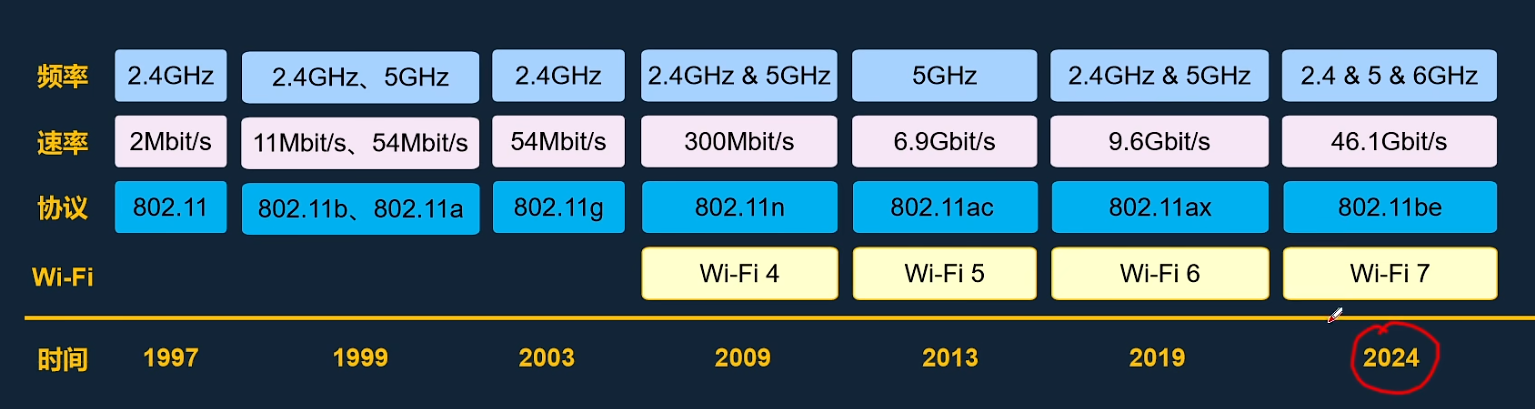 频率 2.4GHz 2.4GHz、5GHz 2.4GHz 2.4GHz & 5GHz 5GHz 2.4GHz & 5GHz 2.4 & 5 & 6GHz
速率 2Mbit/s 11Mbit/s、54Mbit/s 54Mbit/s 300Mbit/s 6.9Gbit/s 9.6Gbit/s 46.1Gbit/s
协议 802.11 802.11b、802.11a 802.11g 802.11n 802.11ac 802.11ax 802.11be
Wi-Fi Wi-Fi 4 Wi-Fi 5 Wi-Fi 6 Wi-Fi 7
时间 1997 1999 2003 2009 2013 2019 2024